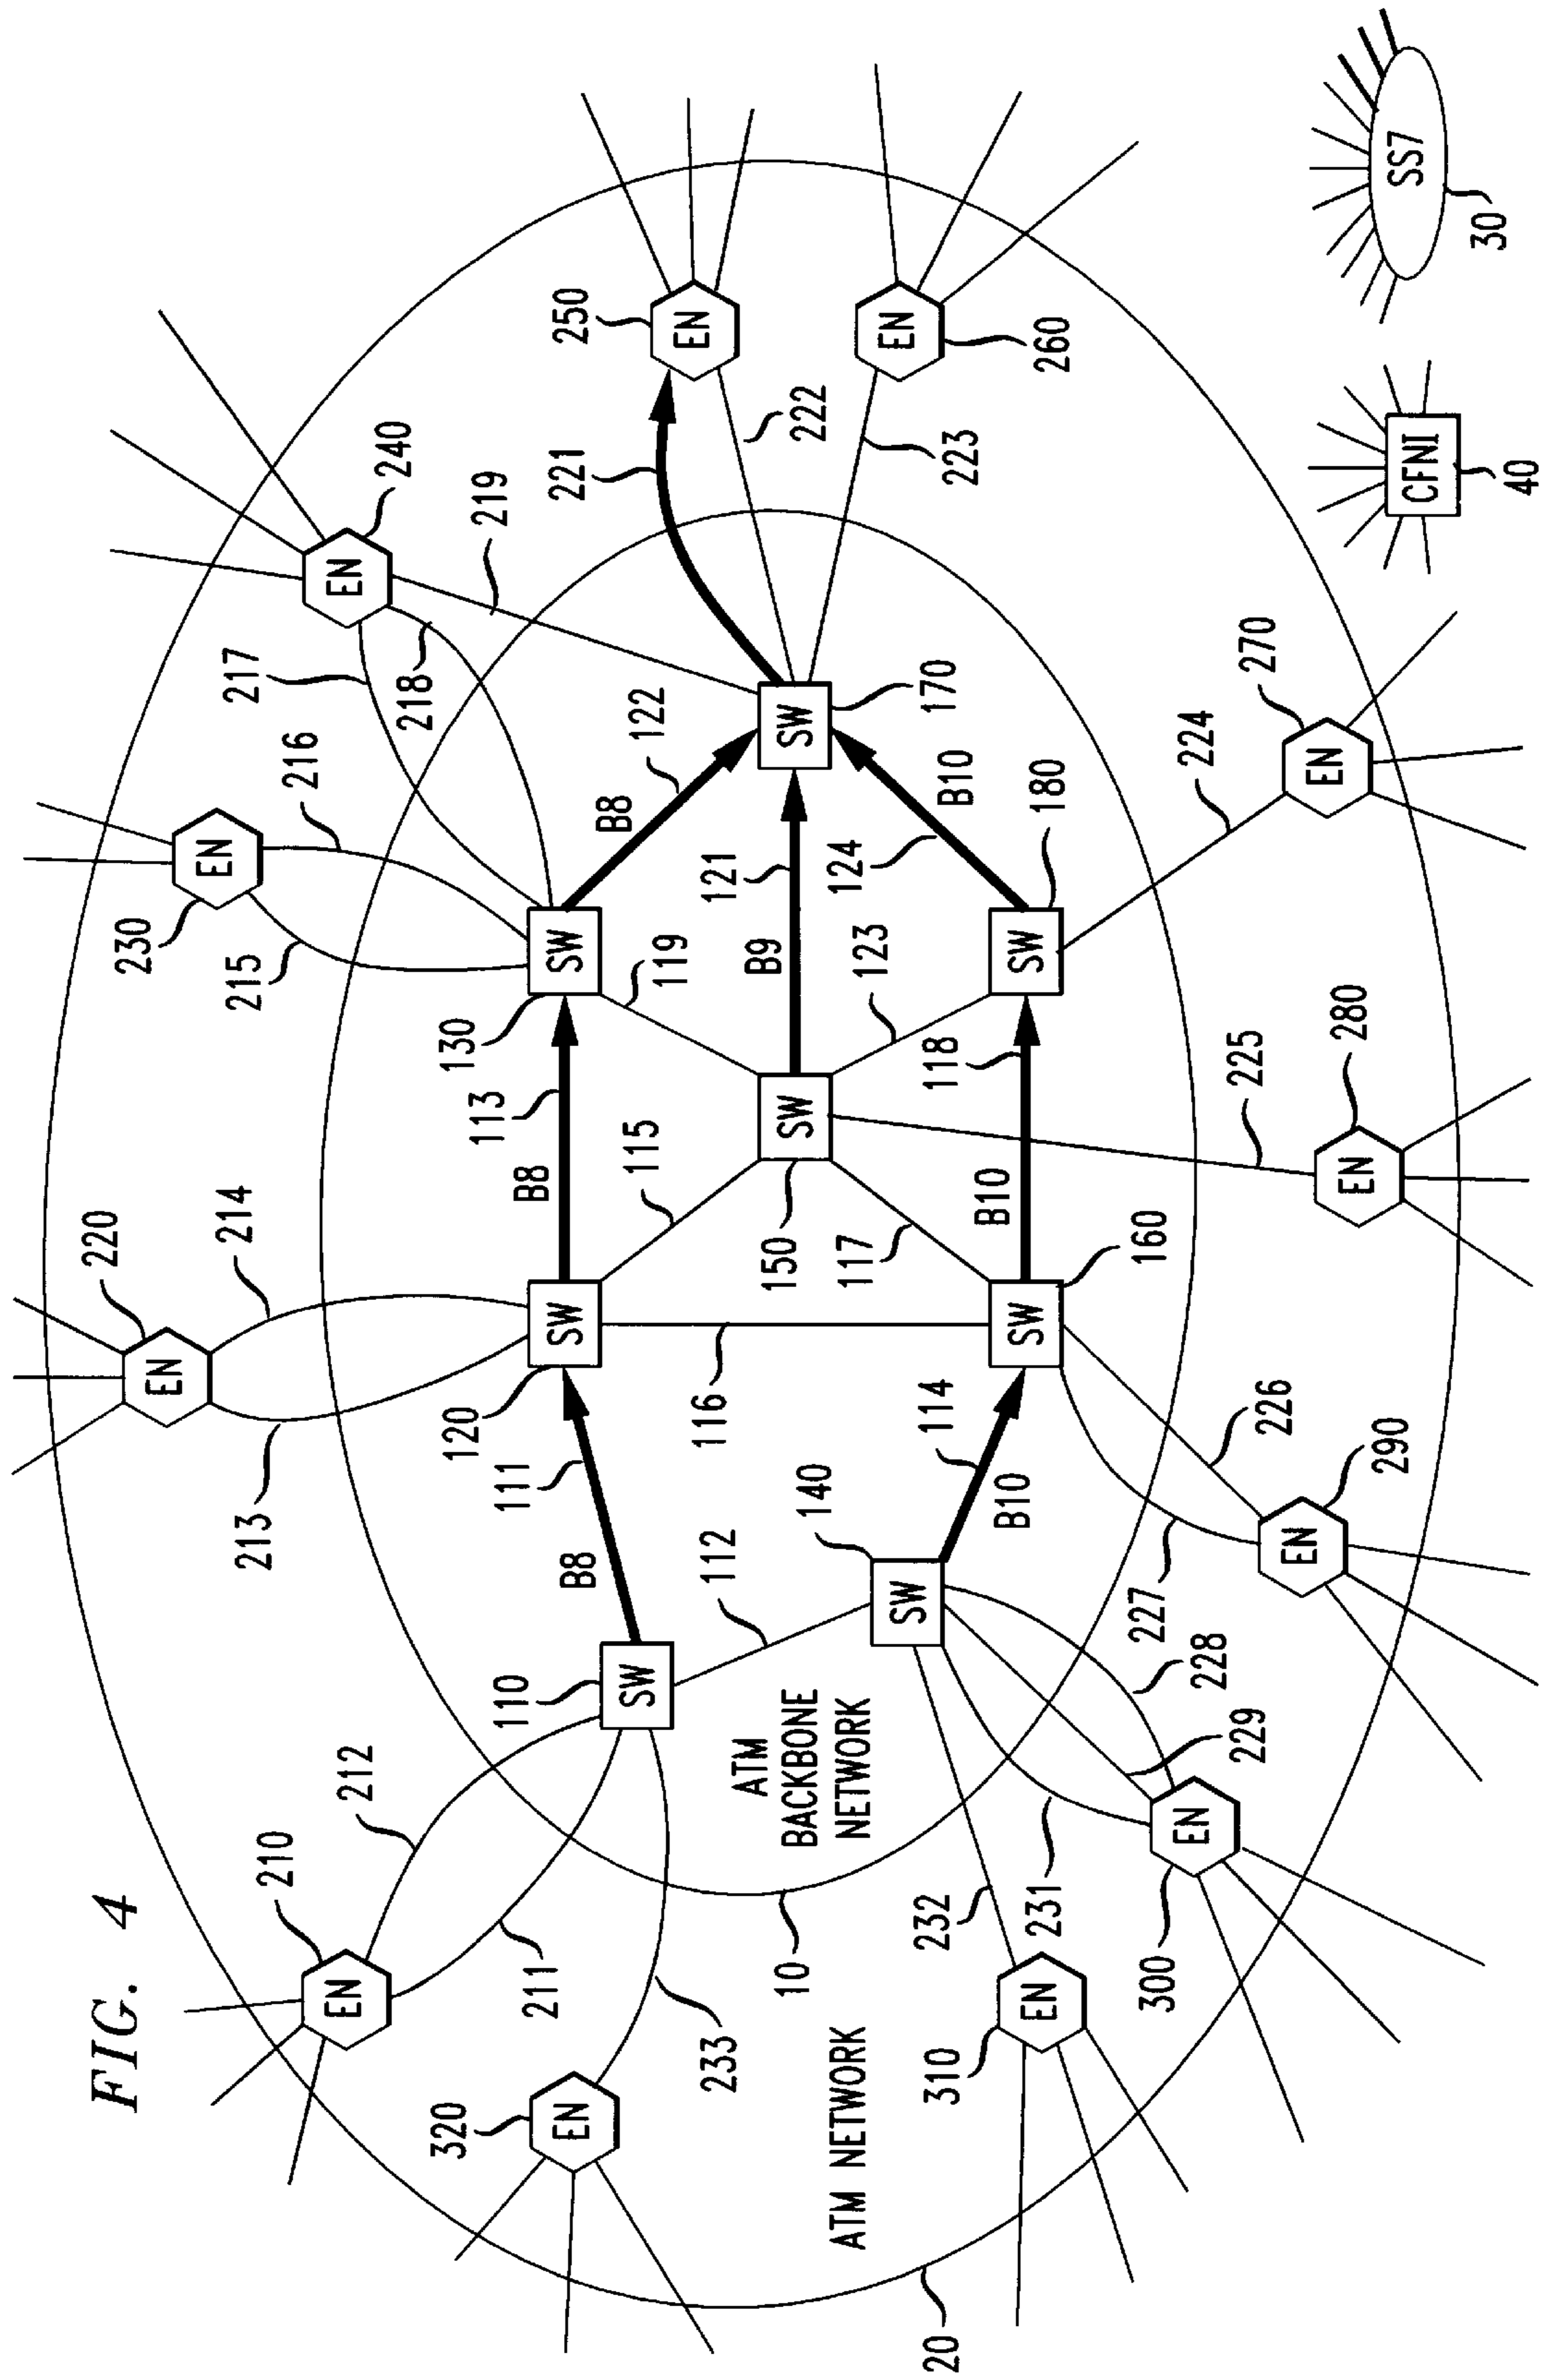 FIG. 4
ATM NETWORK
20
ATM
BACKBONE
NETWORK
10
EN
210
212
211
EN
320
233
SW
110
112
B8
111
EN
220
213
214
SW
120
116
B8
113
115
EN
230
215
216
SW
130
119
B8
122
EN
240
217
218
219
SW
150
117
B9
121
123
SW
170
221
EN
250
222
223
EN
260
SW
140
B10
114
SW
160
B10
118
SW
180
B10
124
224
EN
270
225
EN
280
226
227
EN
290
228
229
231
EN
300
232
EN
310
CFNI
40
SS7
30